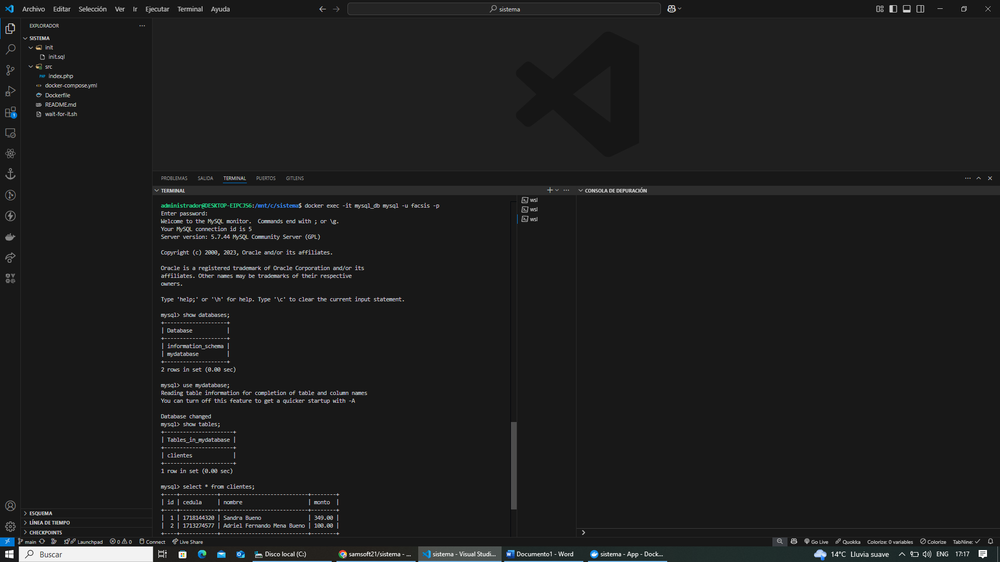 Archivo Editar Selección Ver Ir Ejecutar Terminal Ayuda
sistema
EXPLORADOR
SISTEMA
init
init.sql
src
index.php
docker-compose.yml
Dockerfile
README.md
wait-for-it.sh
1
PROBLEMAS SALIDA TERMINAL PUERTOS GITLENS
TERMINAL
CONSOLA DE DEPURACIÓN
wsl
wsl
wsl
administrador@DESKTOP-EIPCJS6:/mnt/c/sistema$ docker exec -it mysql_db mysql -u facsis -p
Enter password:
Welcome to the MySQL monitor.  Commands end with ; or \g.
Your MySQL connection id is 5
Server version: 5.7.44 MySQL Community Server (GPL)
Copyright (c) 2000, 2023, Oracle and/or its affiliates.
Oracle is a registered trademark of Oracle Corporation and/or its
affiliates. Other names may be trademarks of their respective
owners.
Type 'help;' or '\h' for help. Type '\c' to clear the current input statement.
mysql> show databases;
+--------------------+
| Database           |
+--------------------+
| information_schema |
| mydatabase         |
+--------------------+
2 rows in set (0.00 sec)
mysql> use mydatabase;
Reading table information for completion of table and column names
You can turn off this feature to get a quicker startup with -A
Database changed
mysql> show tables;
+----------------------+
| Tables_in_mydatabase |
+----------------------+
| clientes             |
+----------------------+
1 row in set (0.00 sec)
mysql> select * from clientes;
+----+------------+----------------------------+--------+
| id | cedula     | nombre                     | monto  |
+----+------------+----------------------------+--------+
|  1 | 1718144320 | Sandra Bueno               | 349.00 |
|  2 | 1713274577 | Adriel Fernando Mena Bueno | 100.00 |
+----+------------+----------------------------+--------+
ESQUEMA
LÍNEA DE TIEMPO
CHECKPOINTS
main Launchpad 0 0 Connect Live Share
Go Live Quokka Colorize: 0 variables Colorize TabNine:
Buscar
Disco local (C:)
samsoft21/sistema - ...
sistema - Visual Studi...
Documento1 - Word
sistema - App - Dock...
14°C Lluvia suave
ENG
17:17